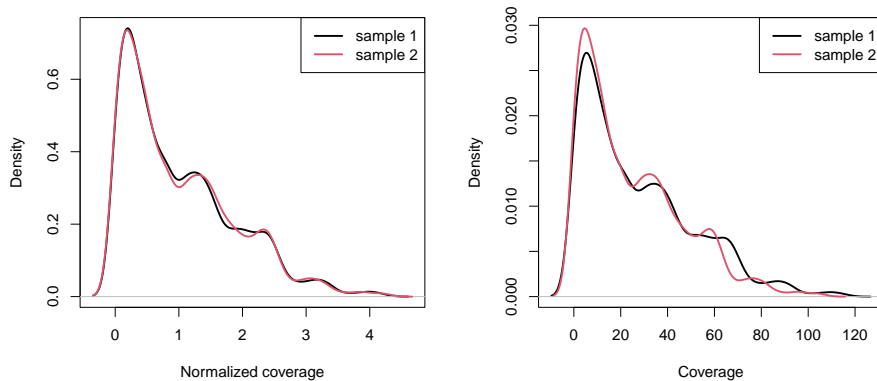 sample 1
sample 2
Density
0.0 0.2 0.4 0.6
0 1 2 3 4
Normalized coverage
sample 1
sample 2
Density
0.000 0.010 0.020 0.030
0 20 40 60 80 100 120
Coverage